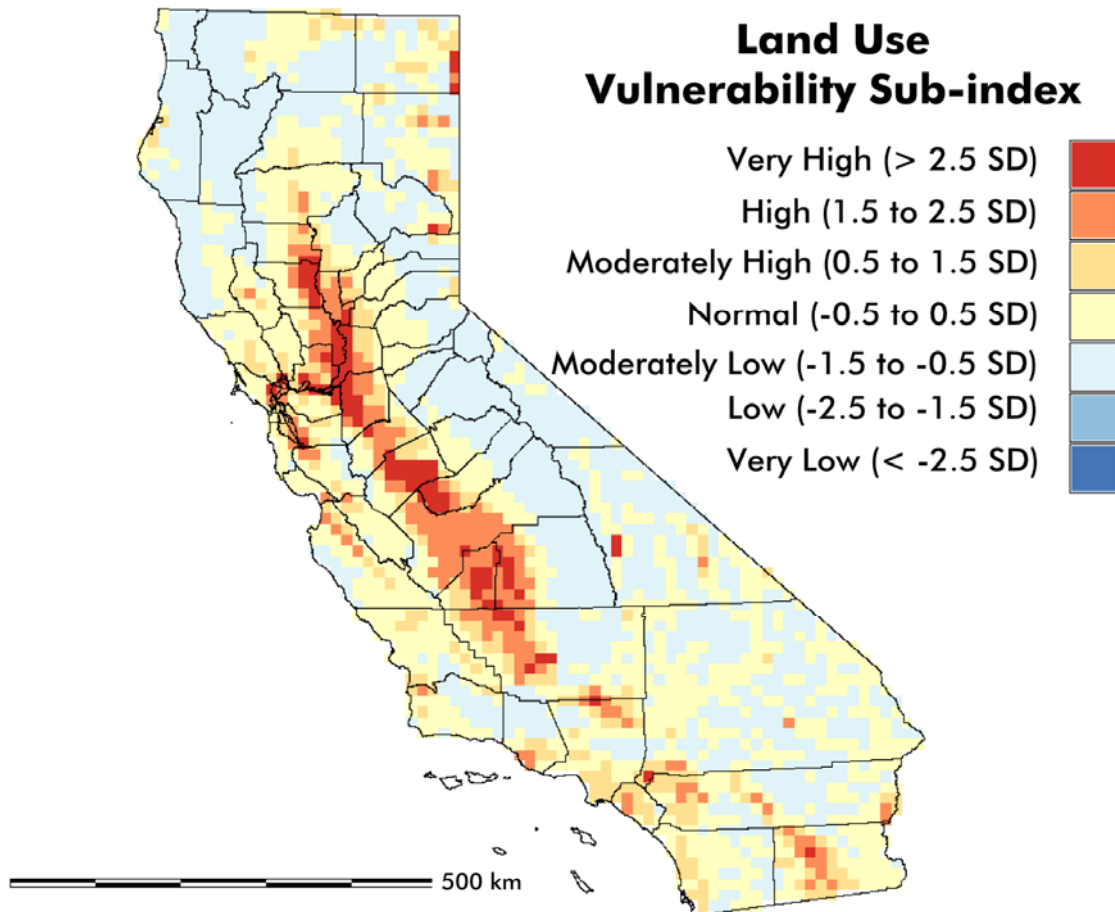 Land Use
Vulnerability Sub-index
Very High (> 2.5 SD)
High (1.5 to 2.5 SD)
Moderately High (0.5 to 1.5 SD)
Normal (-0.5 to 0.5 SD)
Moderately Low (-1.5 to -0.5 SD)
Low (-2.5 to -1.5 SD)
Very Low (< -2.5 SD)
500 km